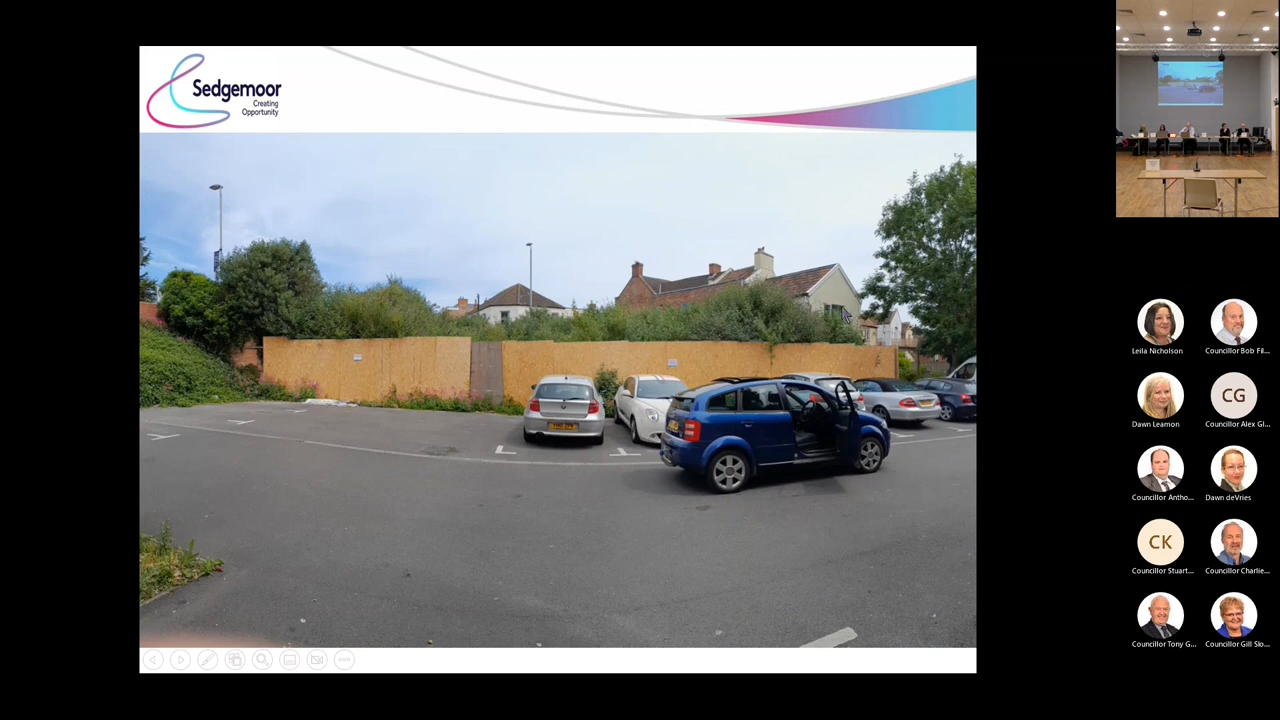 Sedgemoor
Creating
Opportunity
Leila Nicholson
Councillor Bob Fil...
Dawn Leamon
CG
Councillor Alex Gl...
Councillor Antho...
Dawn deVries
CK
Councillor Stuart...
Councillor Charlie...
Councillor Tony G...
Councillor Gill Slo...